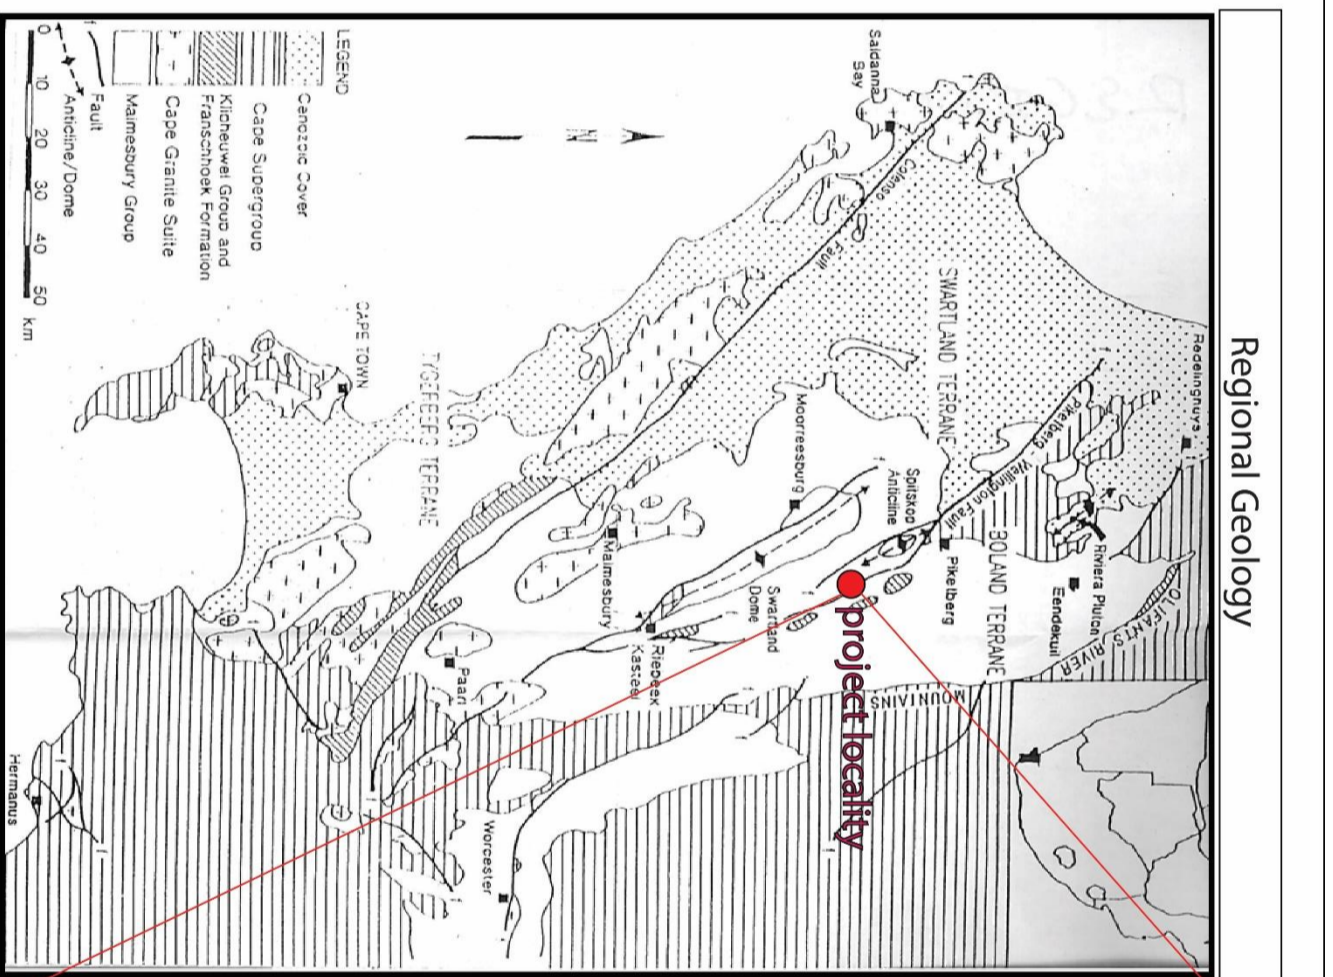 Regional Geology
Redelingnuys
Saldanna
Bay
Colenso
Fault
SWARTLAND TERRANE
Piketberg
Wellington Fault
BOLAND TERRANE
Riviera Pluton
Eendekuil
OLIFANTS
RIVER
MOUNTAINS
Piketberg
Spitskop
Anticline
Moorreesburg
Swartland
Dome
project locality
Riebeek
Kasteel
Malmesbury
TYGERBERG TERRANE
CAPE TOWN
Paarl
Worcester
Hermanus
N
LEGEND
Cenozoic Cover
Cape Supergroup
Klipheuwel Group and
Franschhoek Formation
Cape Granite Suite
Malmesbury Group
f
Fault
Anticline/Dome
0 10 20 30 40 50 km